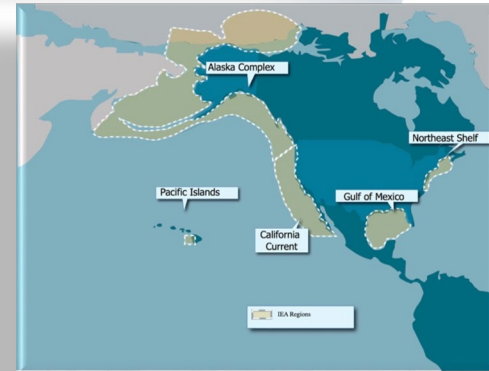 Alaska Complex
Northeast Shelf
Pacific Islands
Gulf of Mexico
California
Current
IEA Regions